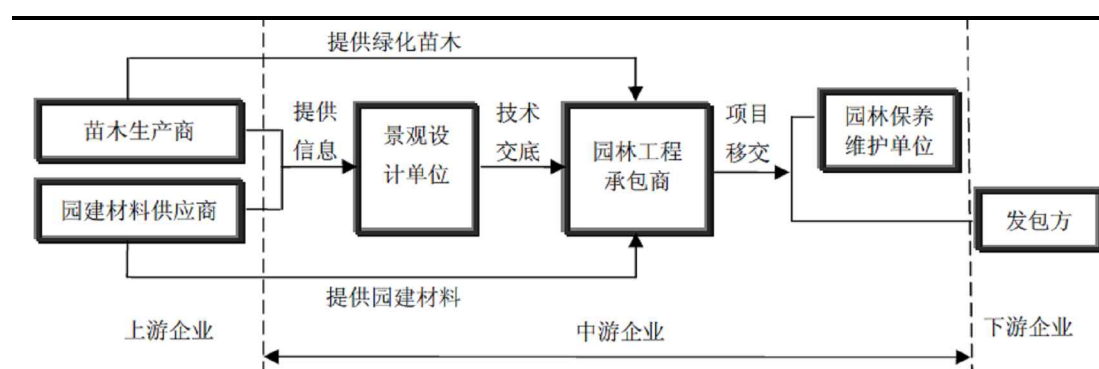 提供绿化苗木
苗木生产商
园建材料供应商
提供
信息
景观设
计单位
技术
交底
园林工程
承包商
项目
移交
园林保养
维护单位
发包方
提供园建材料
上游企业
中游企业
下游企业